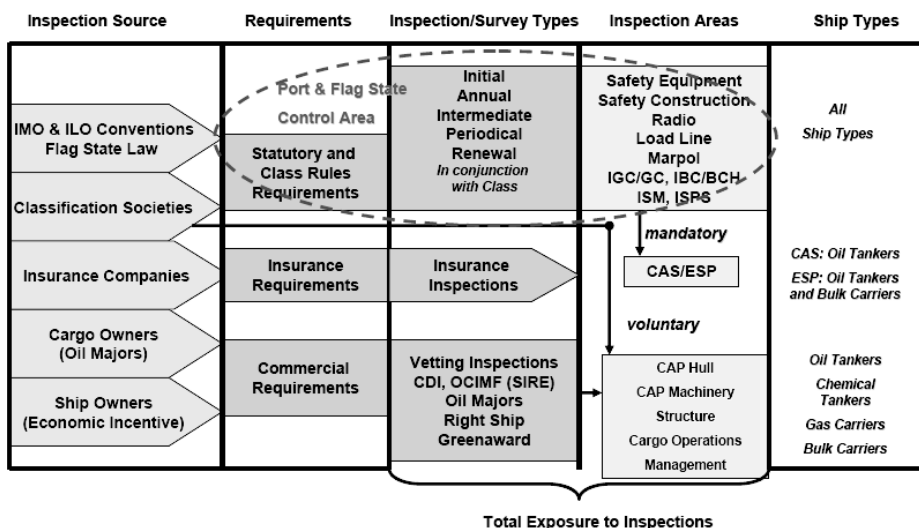 Inspection Source
Requirements
Inspection/Survey Types
Inspection Areas
Ship Types
IMO & ILO Conventions
Flag State Law
Classification Societies
Insurance Companies
Cargo Owners
(Oil Majors)
Ship Owners
(Economic Incentive)
Port & Flag State
Control Area
Statutory and
Class Rules
Requirements
Insurance
Requirements
Commercial
Requirements
Initial
Annual
Intermediate
Periodical
Renewal
In conjunction
with Class
Insurance
Inspections
Vetting Inspections
CDI, OCIMF (SIRE)
Oil Majors
Right Ship
Greenaward
Safety Equipment
Safety Construction
Radio
Load Line
Marpol
IGC/GC, IBC/BCH
ISM, ISPS
mandatory
CAS/ESP
voluntary
CAP Hull
CAP Machinery
Structure
Cargo Operations
Management
All
Ship Types
CAS: Oil Tankers
ESP: Oil Tankers
and Bulk Carriers
Oil Tankers
Chemical
Tankers
Gas Carriers
Bulk Carriers
Total Exposure to Inspections